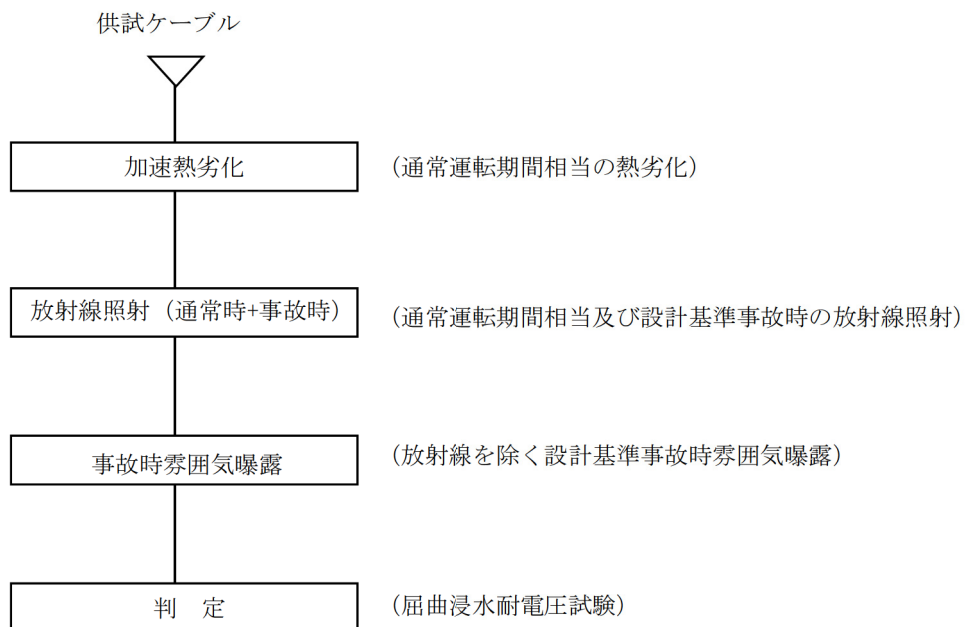 供試ケーブル
加速熱劣化
（通常運転期間相当の熱劣化）
放射線照射（通常時+事故時）
（通常運転期間相当及び設計基準事故時の放射線照射）
事故時雰囲気曝露
（放射線を除く設計基準事故時雰囲気曝露）
判　定
（屈曲浸水耐電圧試験）